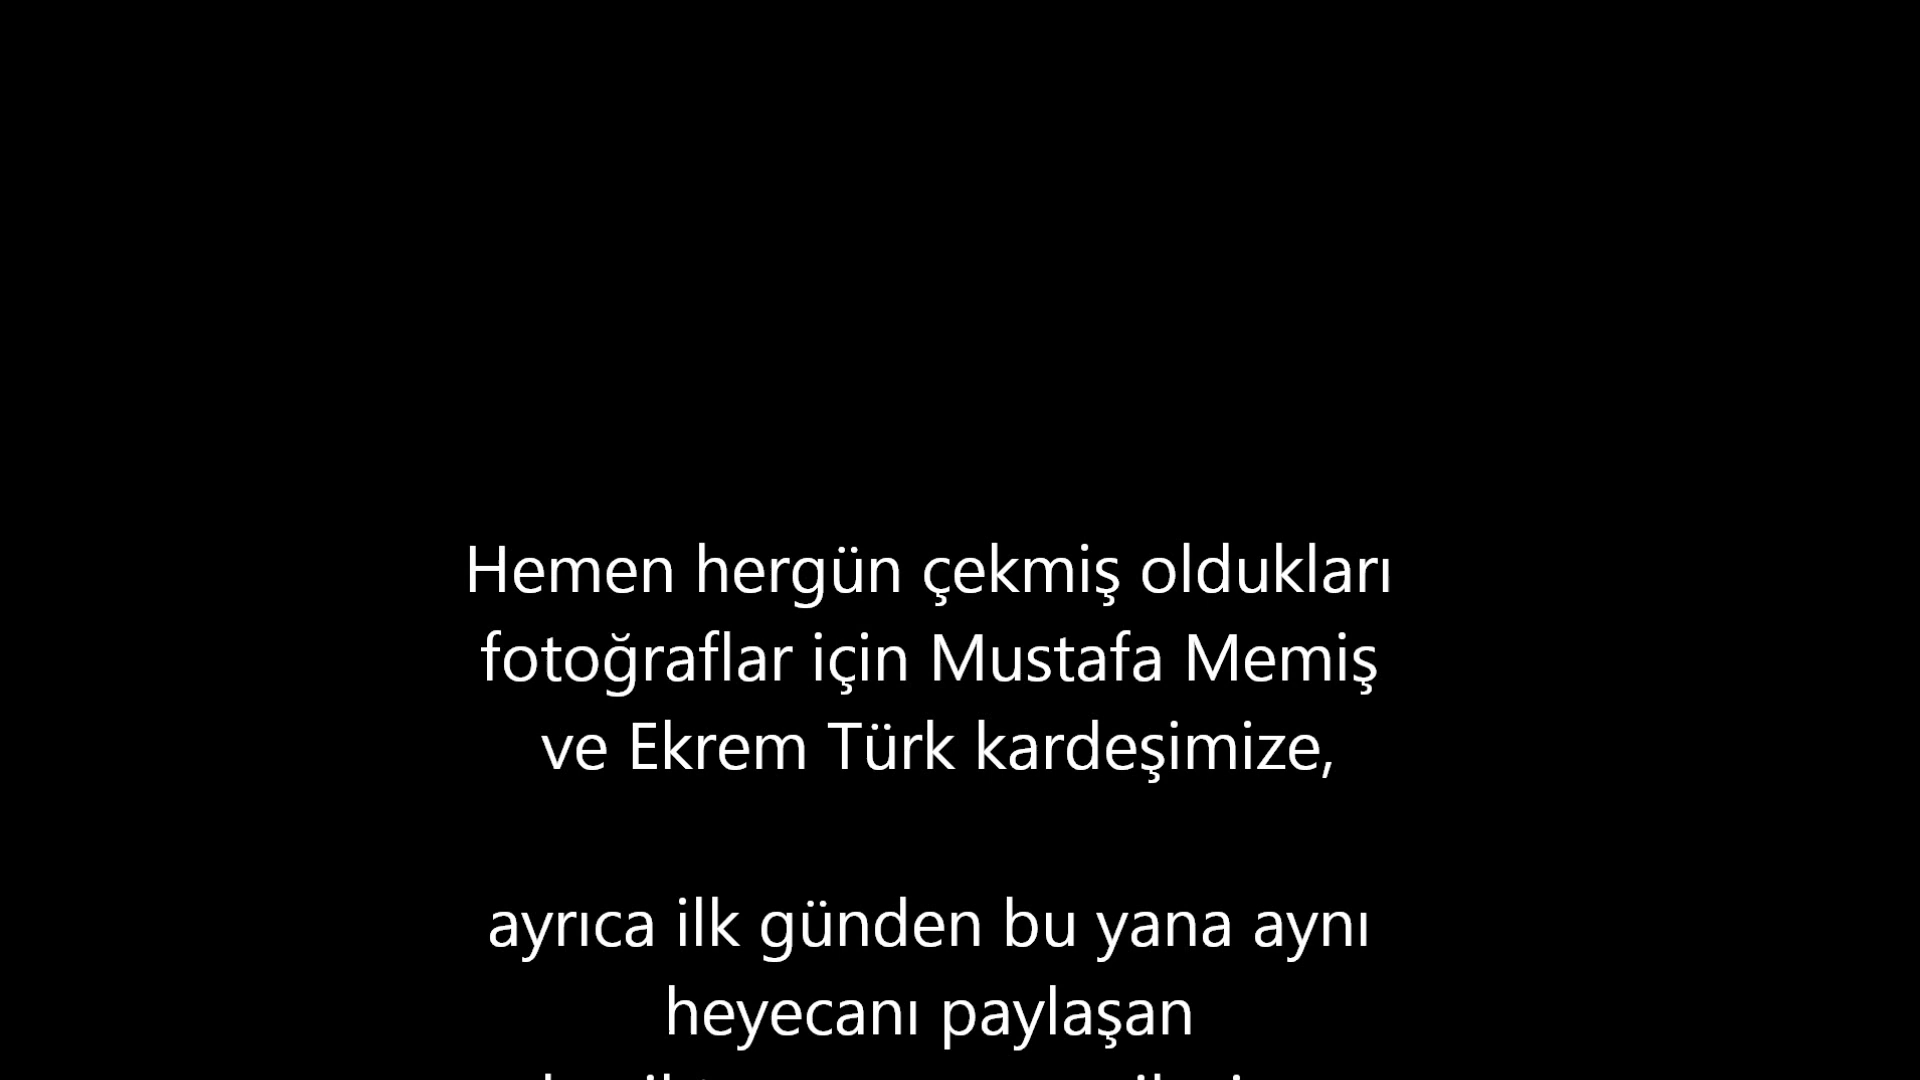 Hemen hergün çekmiş oldukları
fotoğraflar için Mustafa Memiş
ve Ekrem Türk kardeşimize,
ayrıca ilk günden bu yana aynı
heyecanı paylaşan